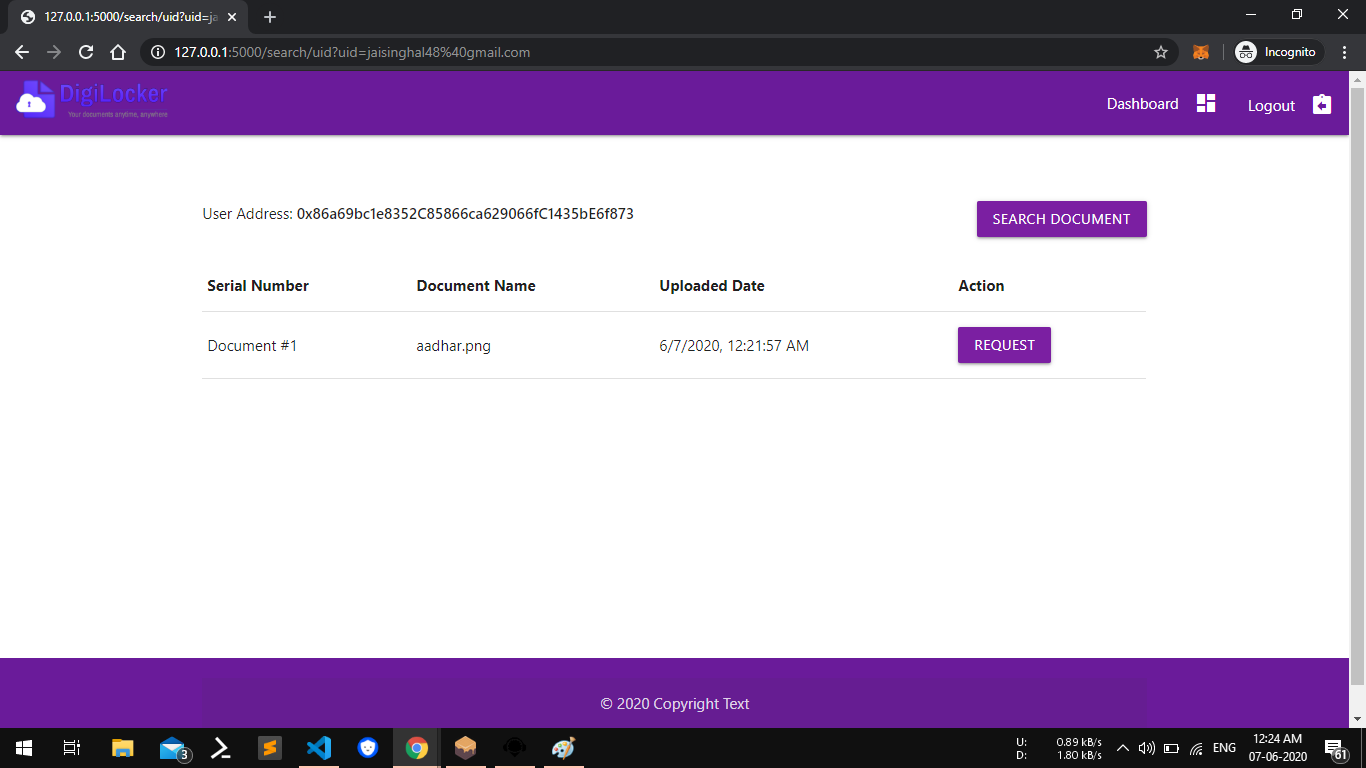 127.0.0.1:5000/search/uid?uid=ja
127.0.0.1:5000/search/uid?uid=jaisinghal48%40gmail.com
Incognito
DigiLocker
Your documents anytime, anywhere
Dashboard
Logout
User Address: 0x86a69bc1e8352C85866ca629066fC1435bE6f873
SEARCH DOCUMENT
Serial Number Document Name Uploaded Date Action
Document #1 aadhar.png 6/7/2020, 12:21:57 AM REQUEST
© 2020 Copyright Text
3
U: 0.89 kB/s
D: 1.80 kB/s
ENG
12:24 AM
07-06-2020
61